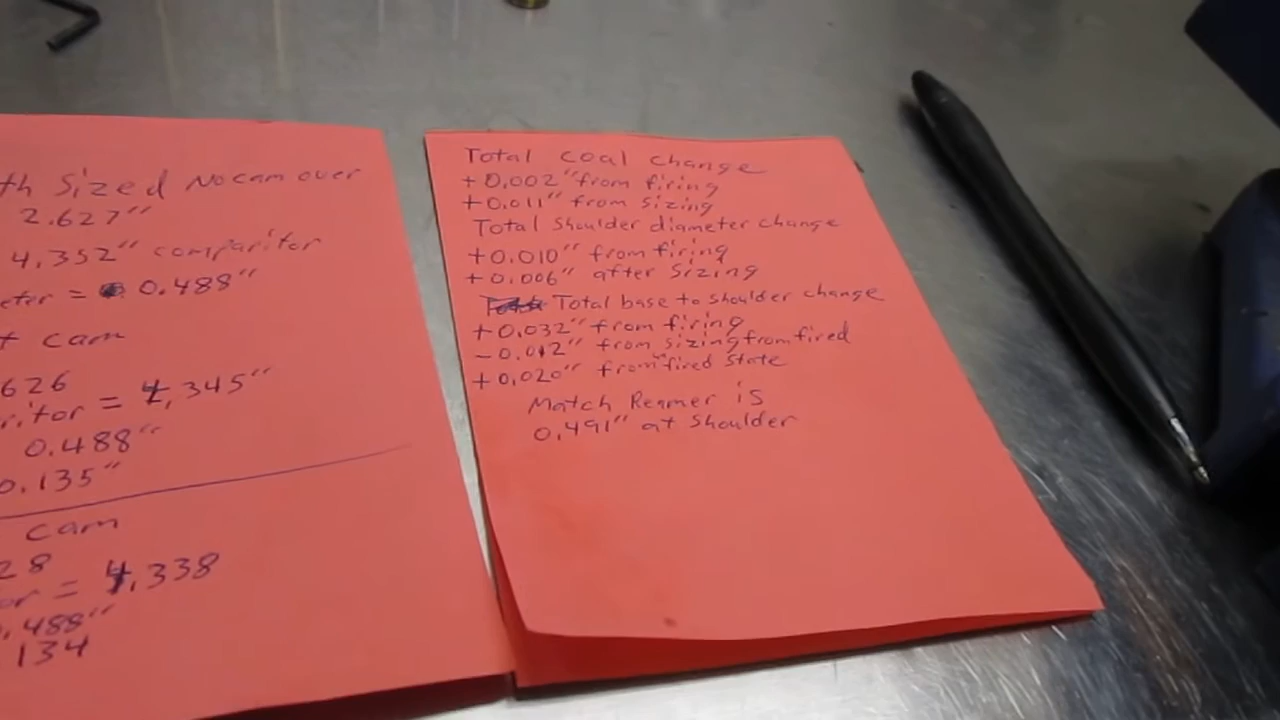 th Sized No cam over
2.627"
4.352" comparitor
eter = 0.488"
t cam
626
ritor = 4.345"
0.488"
0.135"
cam
28
or = 4.338
.488"
134
Total coal change
+0.002" from firing
+0.011" from sizing
Total shoulder diameter change
+0.010" from firing
+0.006" after sizing
Total base to shoulder change
+0.032" from firing
-0.012" from sizing from fired
+0.020" from fired state
Match Reamer is
0.491" at shoulder